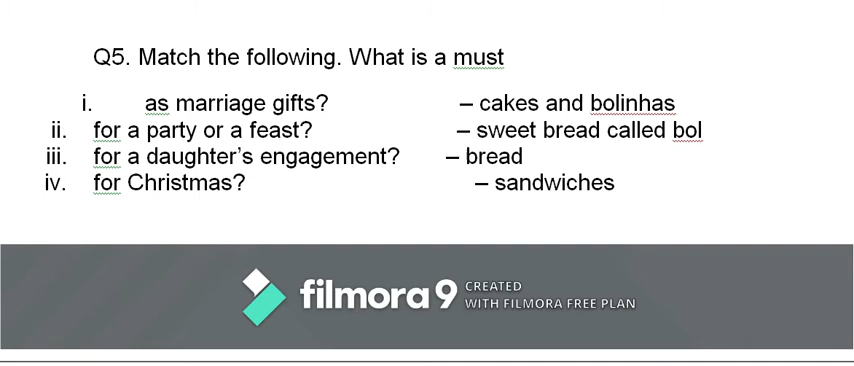 Q5. Match the following. What is a must
i. as marriage gifts? – cakes and bolinhas
ii. for a party or a feast? – sweet bread called bol
iii. for a daughter’s engagement? – bread
iv. for Christmas? – sandwiches
filmora 9 CREATED
WITH FILMORA FREE PLAN